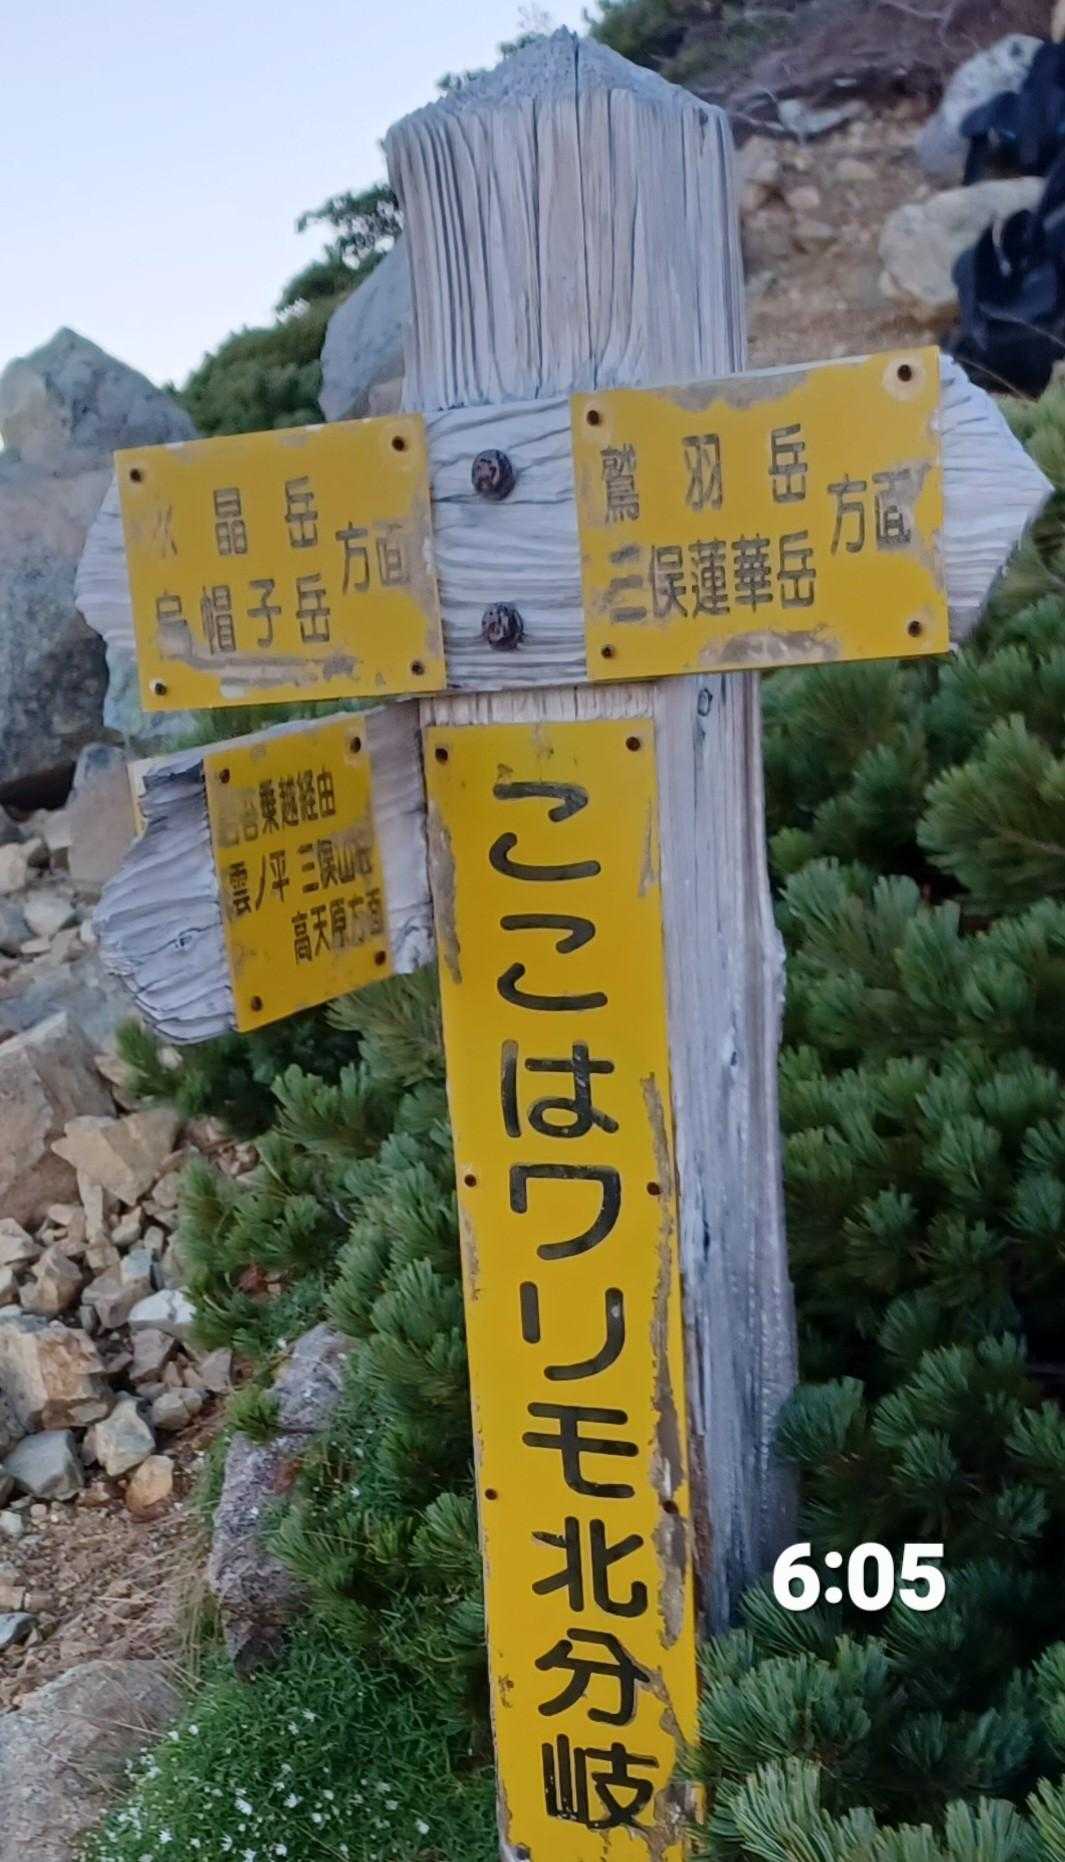 水晶岳
烏帽子岳
方面
鷲羽岳
三俣蓮華岳
方面
岩苔乗越経由
雲ノ平 三俣山荘
高天原方面
ここはワリモ北分岐
6:05